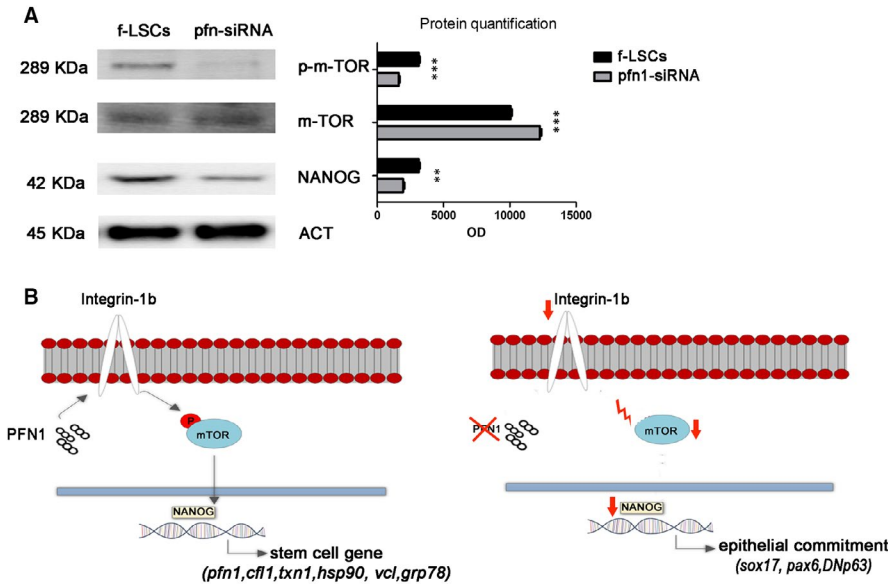 A
f-LSCs pfn-siRNA
289 KDa
289 KDa
42 KDa
45 KDa
p-m-TOR
m-TOR
NANOG
ACT
Protein quantification
***
***
**
0 5000 10000 15000
OD
f-LSCs
pfn1-siRNA
B
Integrin-1b
PFN1
P
mTOR
NANOG
stem cell gene
(pfn1,cfl1,txn1,hsp90, vcl,grp78)
Integrin-1b
PFN1
mTOR
NANOG
epithelial commitment
(sox17, pax6,DNp63)